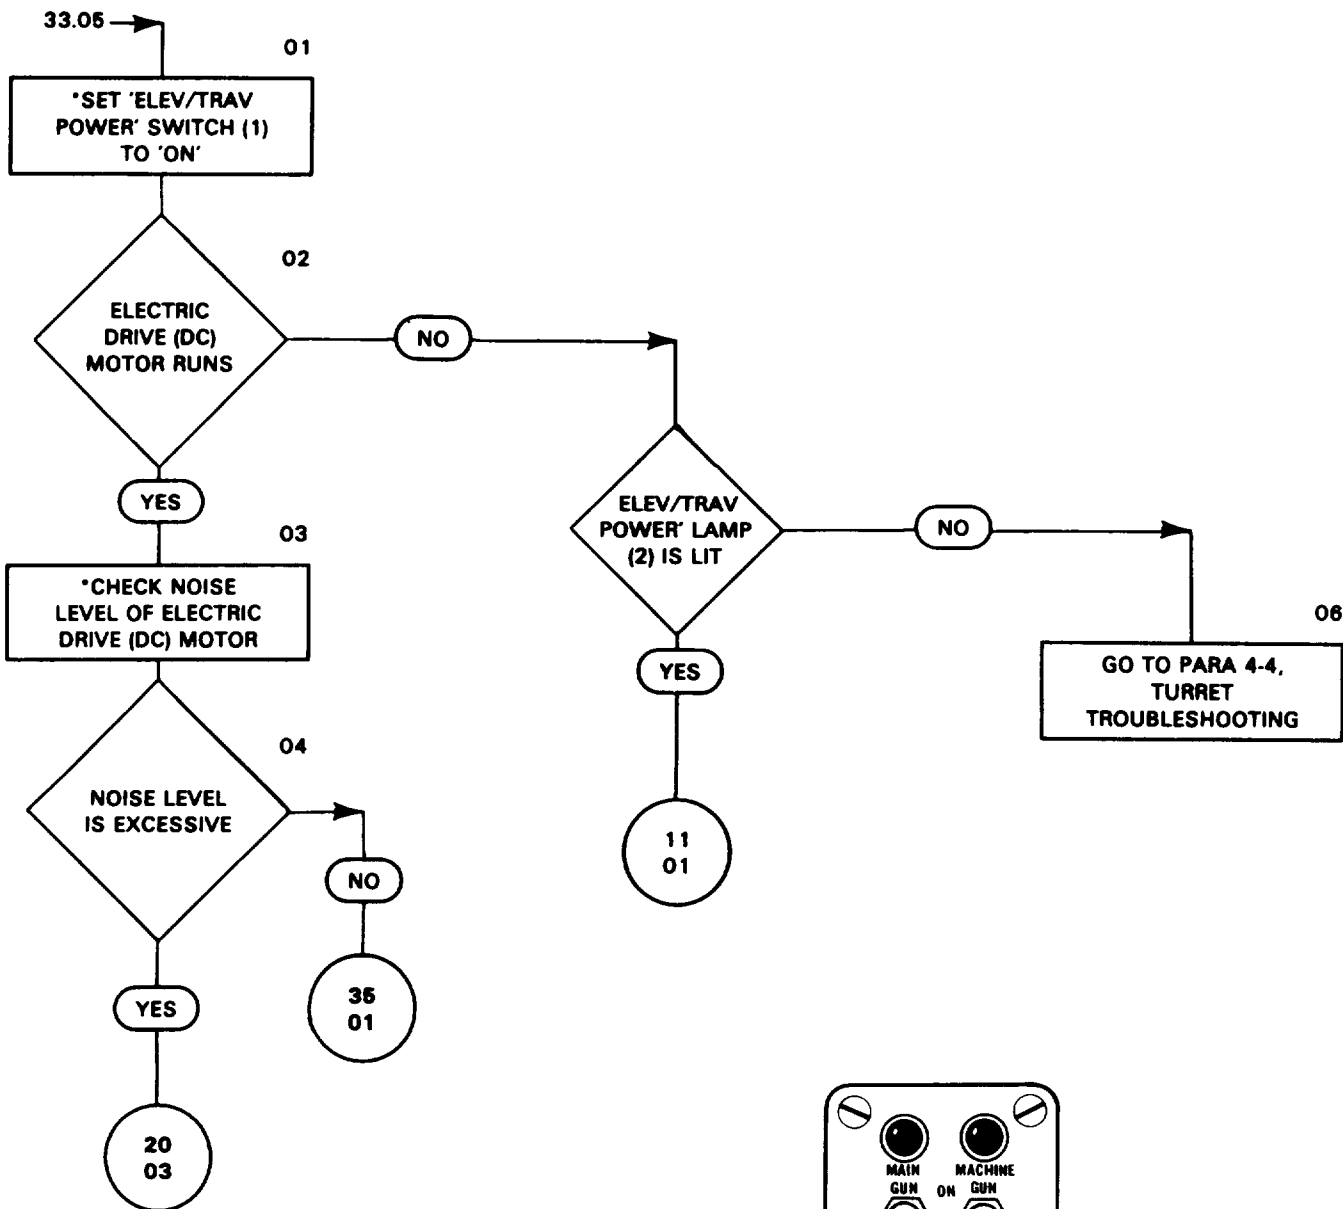 33.05
01
*SET 'ELEV/TRAV
POWER' SWITCH (1)
TO 'ON'
02
ELECTRIC
DRIVE (DC)
MOTOR RUNS
NO
YES
ELEV/TRAV
POWER' LAMP
(2) IS LIT
NO
YES
06
GO TO PARA 4-4,
TURRET
TROUBLESHOOTING
11
01
03
*CHECK NOISE
LEVEL OF ELECTRIC
DRIVE (DC) MOTOR
04
NOISE LEVEL
IS EXCESSIVE
NO
35
01
YES
20
03
MAIN MACHINE
GUN ON GUN